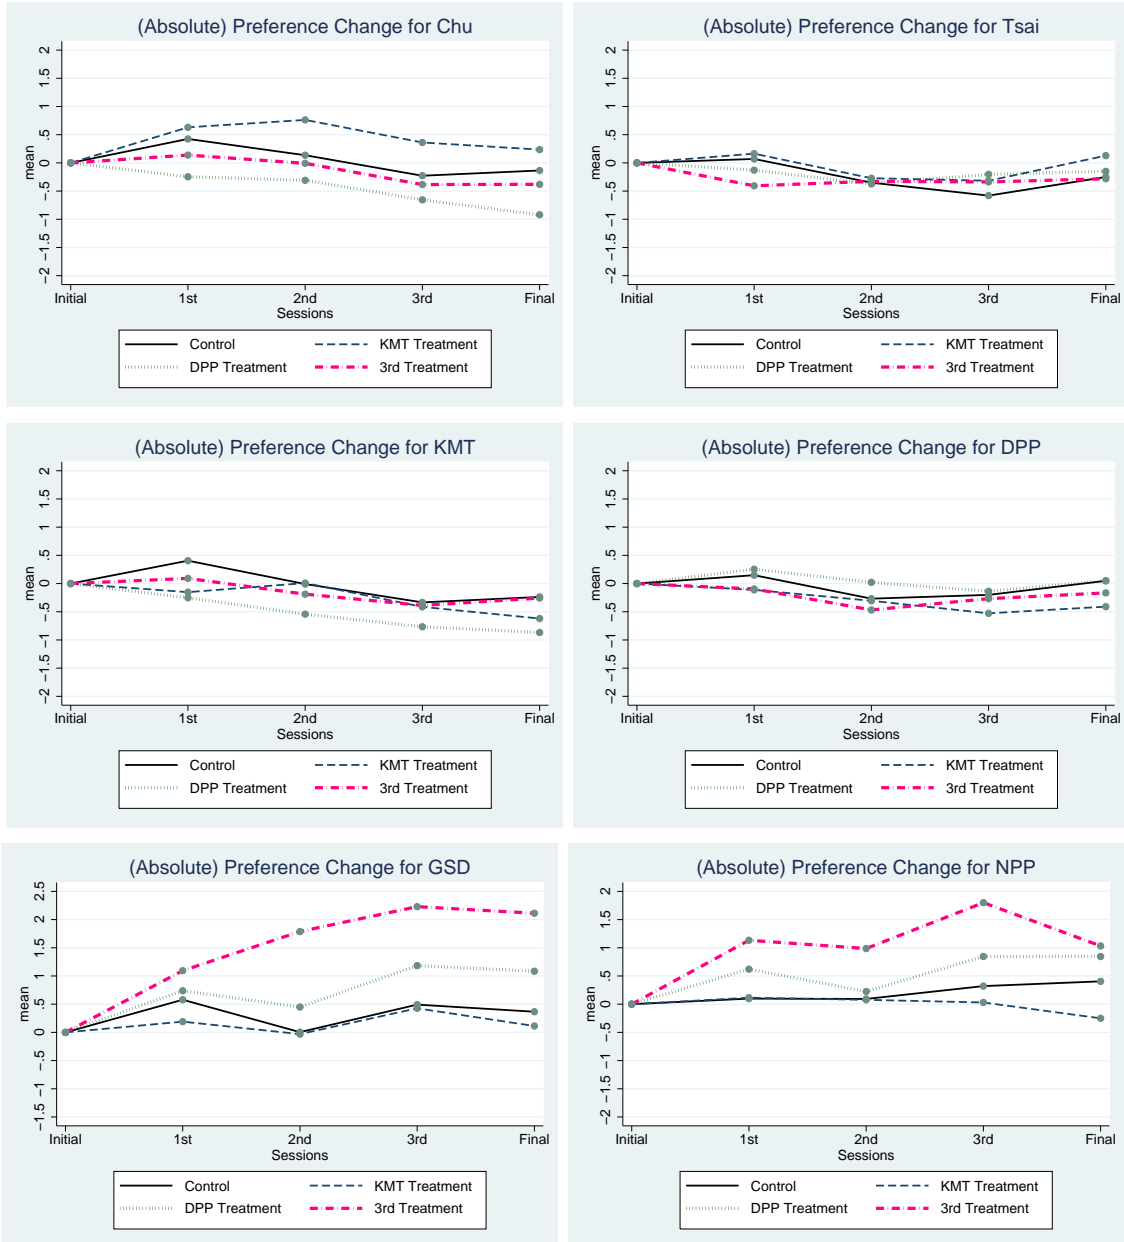 (Absolute) Preference Change for Chu
mean
2
1.5
1
.5
0
−.5
−1
−1.5
−2
Initial 1st 2nd 3rd Final
Sessions
Control KMT Treatment
DPP Treatment 3rd Treatment
(Absolute) Preference Change for Tsai
mean
2
1.5
1
.5
0
−.5
−1
−1.5
−2
Initial 1st 2nd 3rd Final
Sessions
Control KMT Treatment
DPP Treatment 3rd Treatment
(Absolute) Preference Change for KMT
mean
2
1.5
1
.5
0
−.5
−1
−1.5
−2
Initial 1st 2nd 3rd Final
Sessions
Control KMT Treatment
DPP Treatment 3rd Treatment
(Absolute) Preference Change for DPP
mean
2
1.5
1
.5
0
−.5
−1
−1.5
−2
Initial 1st 2nd 3rd Final
Sessions
Control KMT Treatment
DPP Treatment 3rd Treatment
(Absolute) Preference Change for GSD
mean
2.5
2
1.5
1
.5
0
−.5
−1
−1.5
Initial 1st 2nd 3rd Final
Sessions
Control KMT Treatment
DPP Treatment 3rd Treatment
(Absolute) Preference Change for NPP
mean
2
1.5
1
.5
0
−.5
−1
−1.5
−2
Initial 1st 2nd 3rd Final
Sessions
Control KMT Treatment
DPP Treatment 3rd Treatment